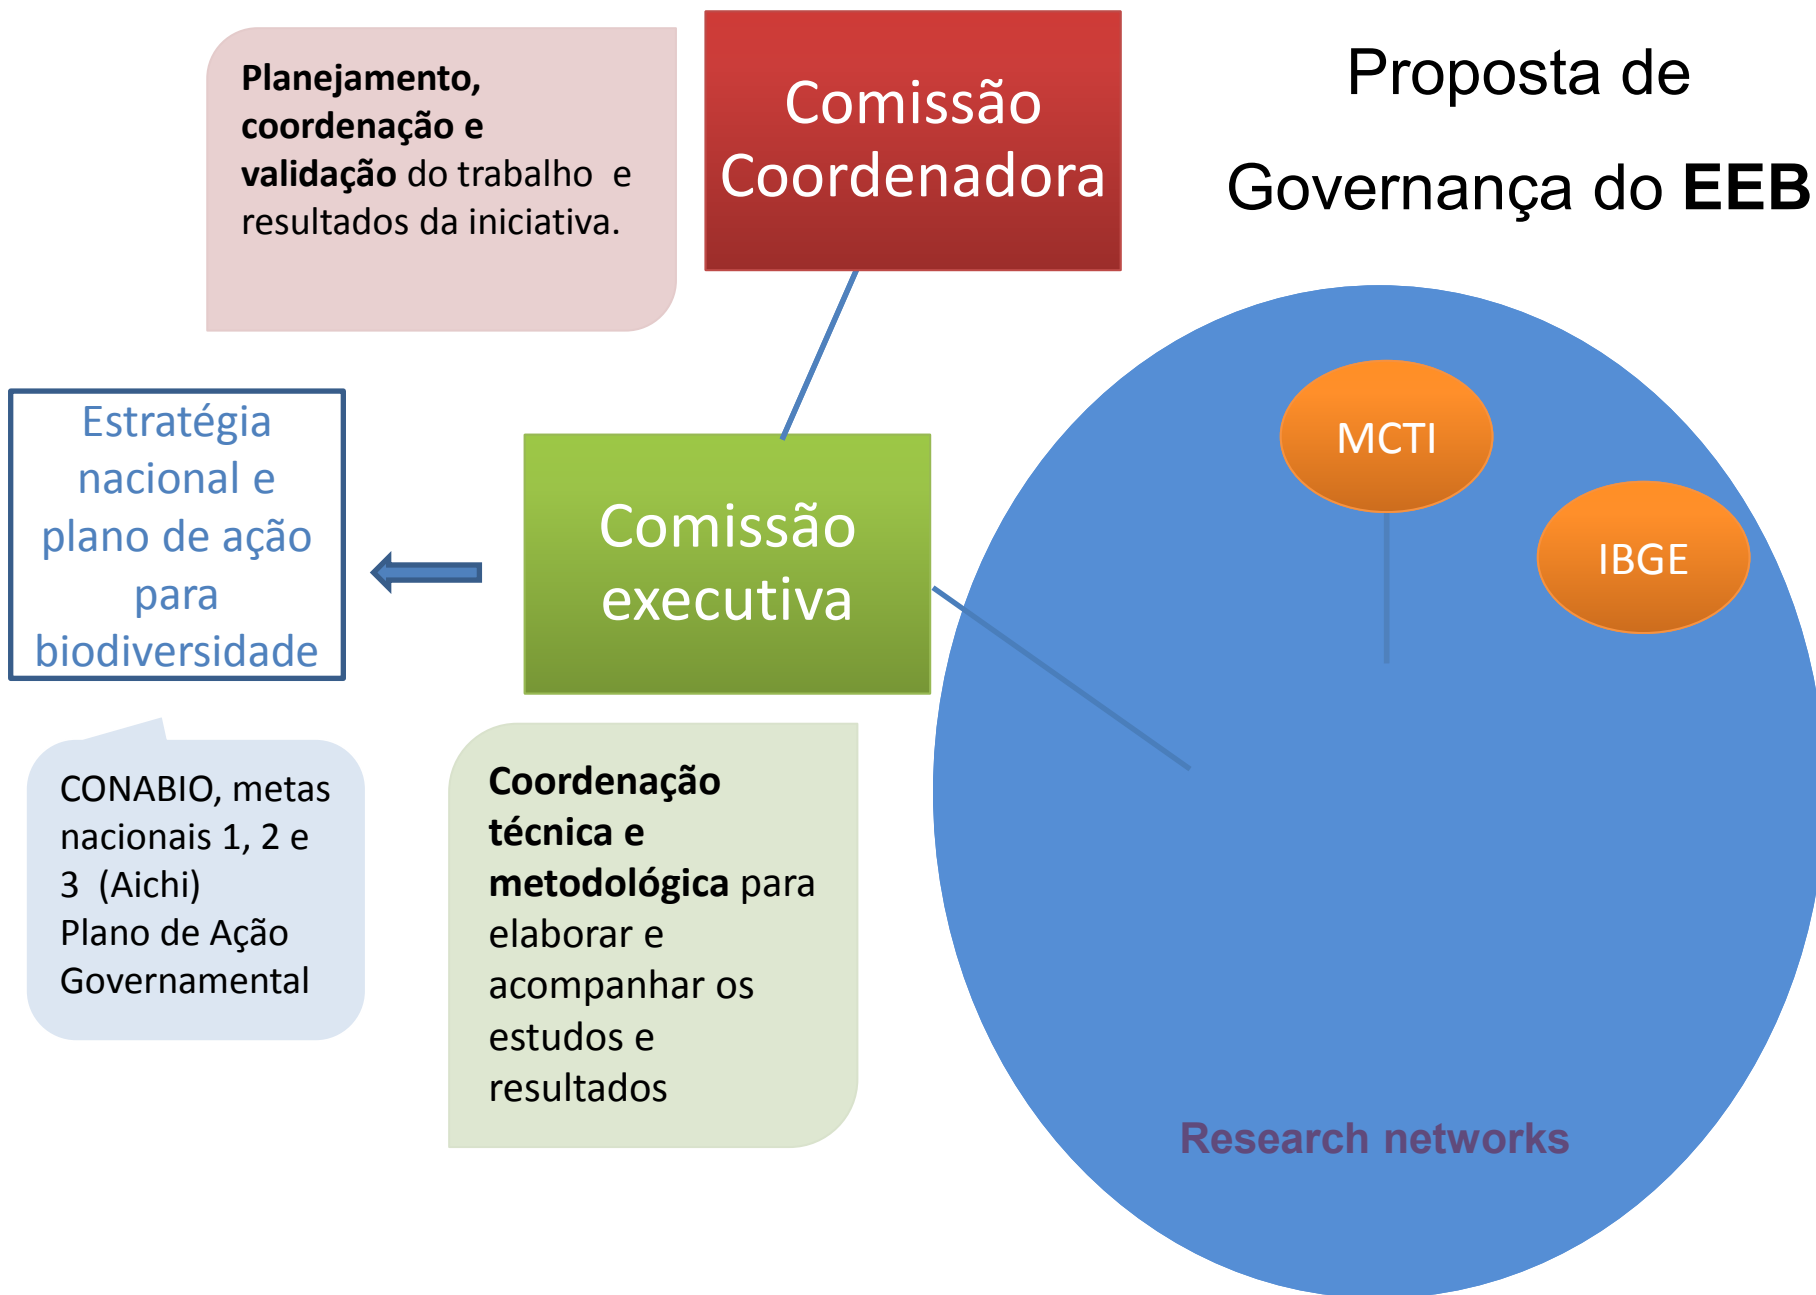 Proposta de
Governança do EEB
Planejamento,
coordenação e
validação do trabalho e
resultados da iniciativa.
Comissão
Coordenadora
Estratégia
nacional e
plano de ação
para
biodiversidade
Comissão
executiva
MCTI
IBGE
CONABIO, metas
nacionais 1, 2 e
3 (Aichi)
Plano de Ação
Governamental
Coordenação
técnica e
metodológica para
elaborar e
acompanhar os
estudos e
resultados
Research networks